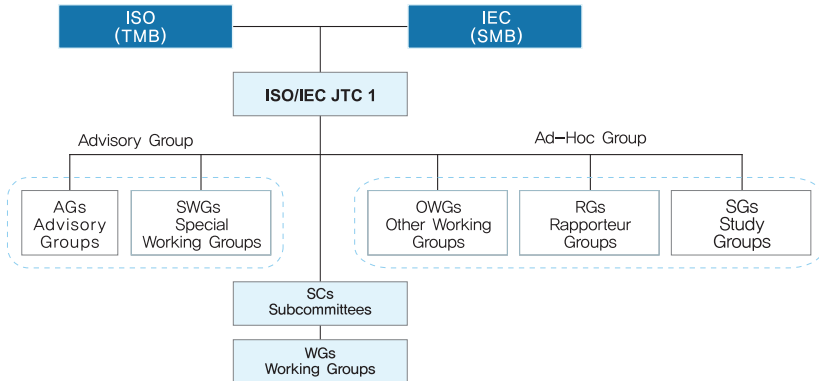 ISO
(TMB)
IEC
(SMB)
ISO/IEC JTC 1
Advisory Group
Ad-Hoc Group
AGs
Advisory
Groups
SWGs
Special
Working Groups
OWGs
Other Working
Groups
RGs
Rapporteur
Groups
SGs
Study
Groups
SCs
Subcommittees
WGs
Working Groups